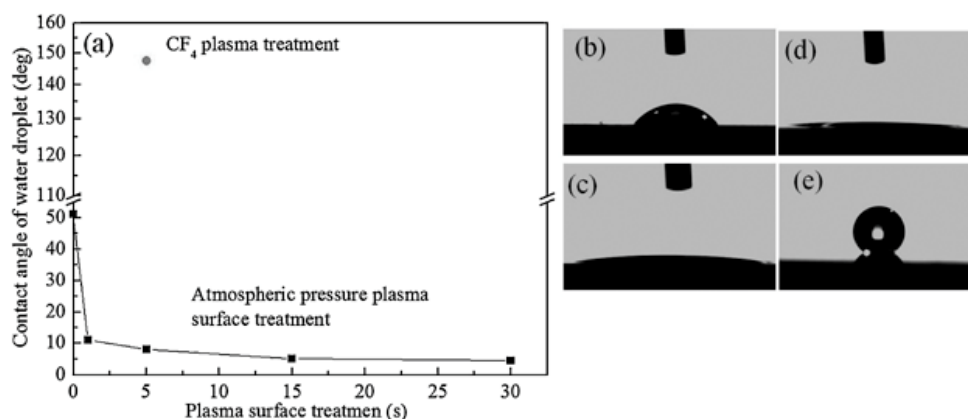 160
150
140
130
120
110
50
40
30
20
10
0
Contact angle of water droplet (deg)
(a)
CF4 plasma treatment
Atmospheric pressure plasma
surface treatment
0 5 10 15 20 25 30
Plasma surface treatmen (s)
(b)
(d)
(c)
(e)